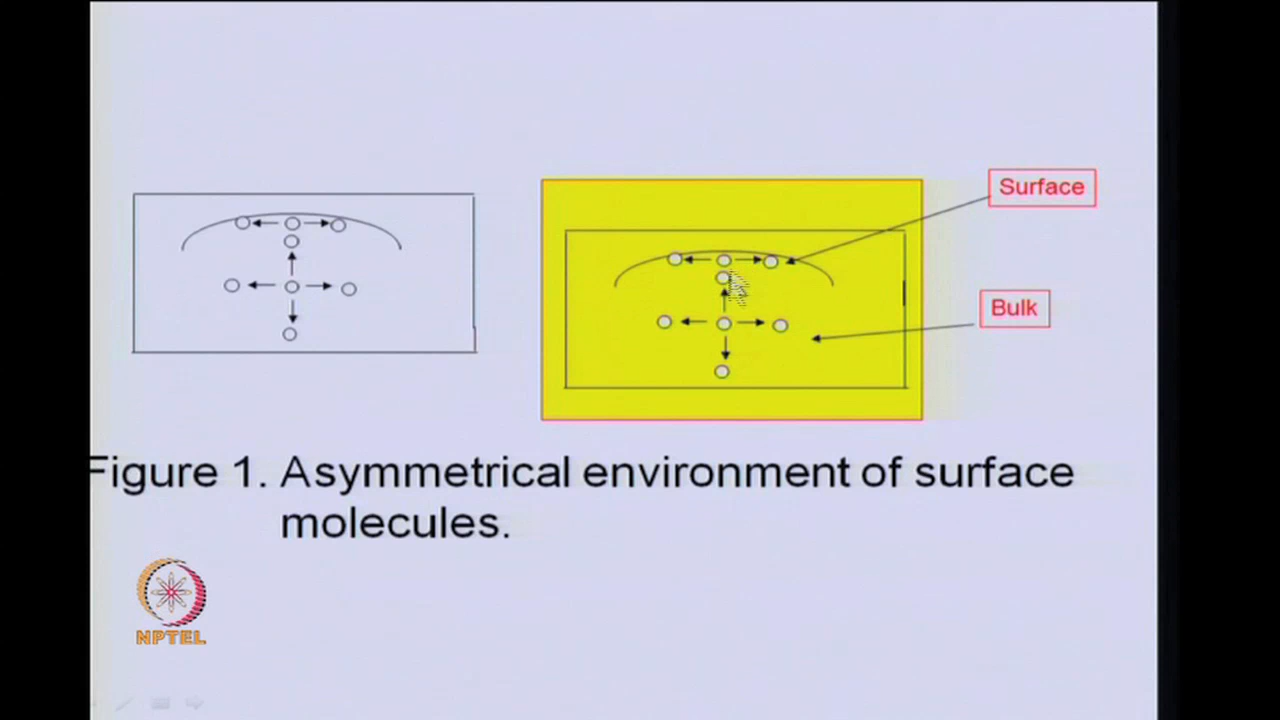 Surface
Bulk
Figure 1. Asymmetrical environment of surface
molecules.
NPTEL